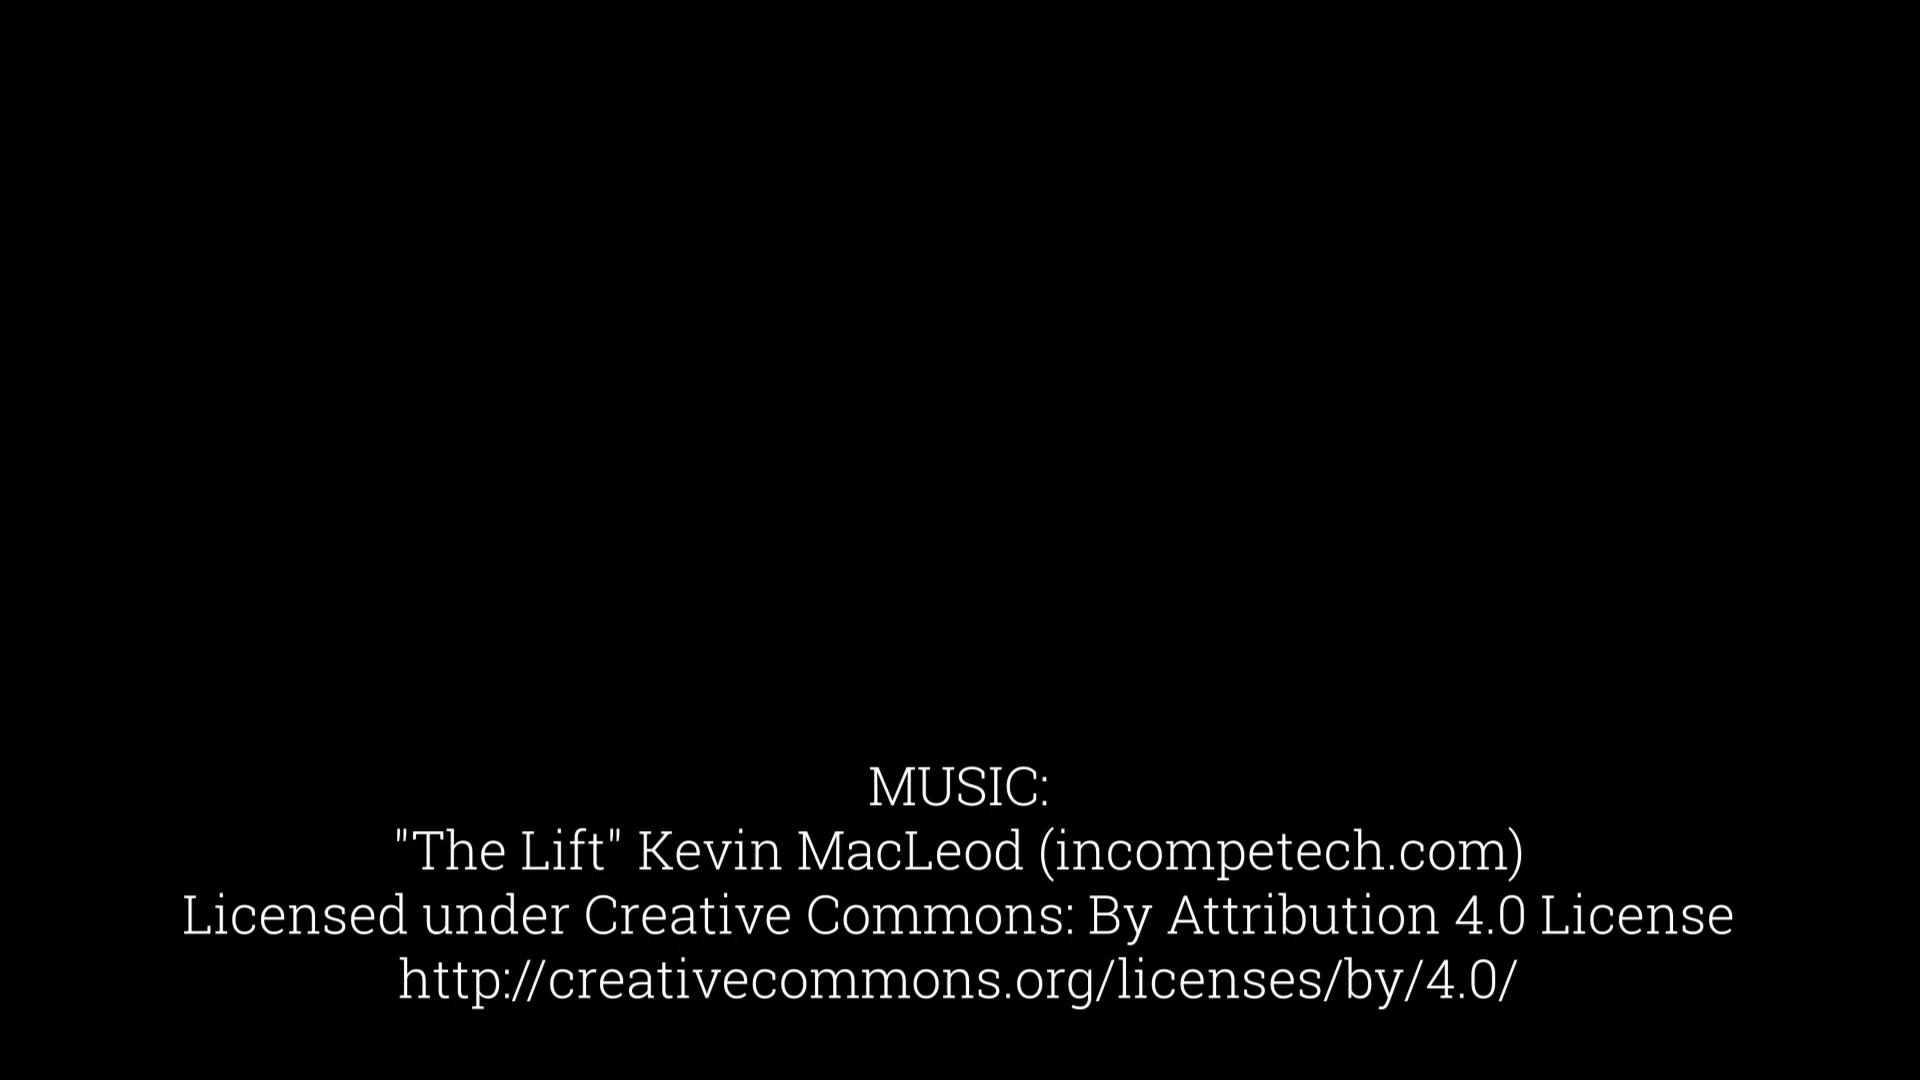 MUSIC:
"The Lift" Kevin MacLeod (incompetech.com)
Licensed under Creative Commons: By Attribution 4.0 License
http://creativecommons.org/licenses/by/4.0/